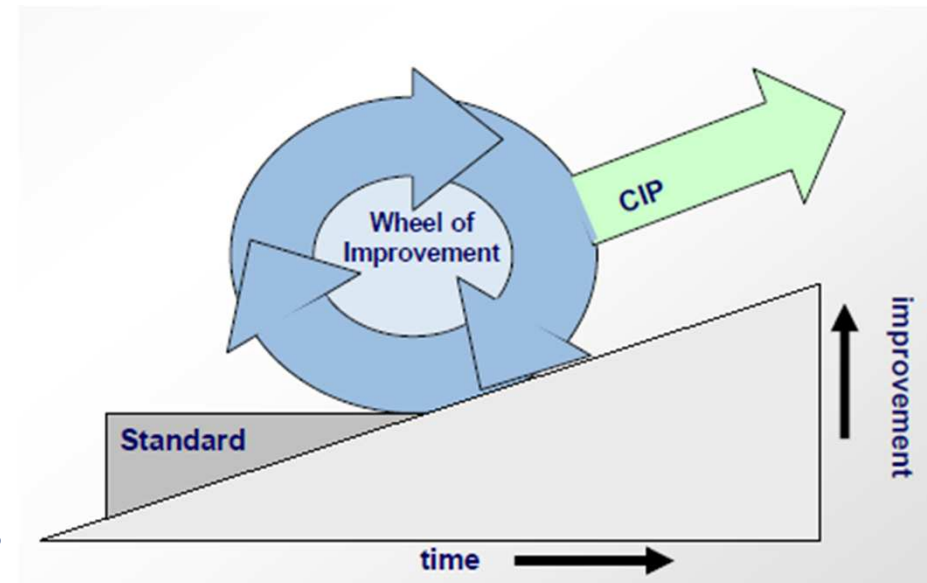 CIP
Wheel of
Improvement
Standard
improvement
time